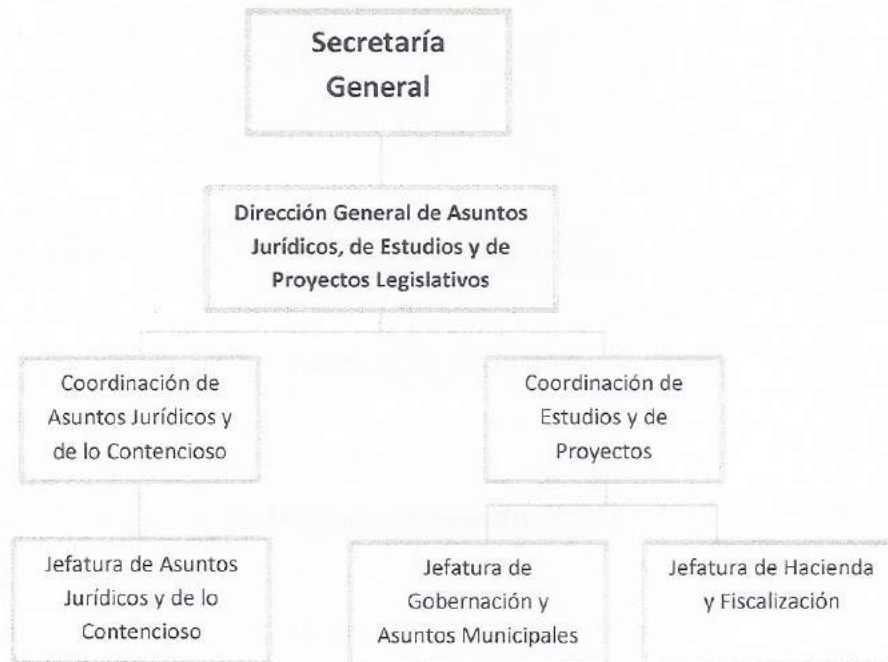 Secretaría
General
Dirección General de Asuntos
Jurídicos, de Estudios y de
Proyectos Legislativos
Coordinación de
Asuntos Jurídicos y
de lo Contencioso
Coordinación de
Estudios y de
Proyectos
Jefatura de Asuntos
Jurídicos y de lo
Contencioso
Jefatura de
Gobernación y
Asuntos Municipales
Jefatura de Hacienda
y Fiscalización